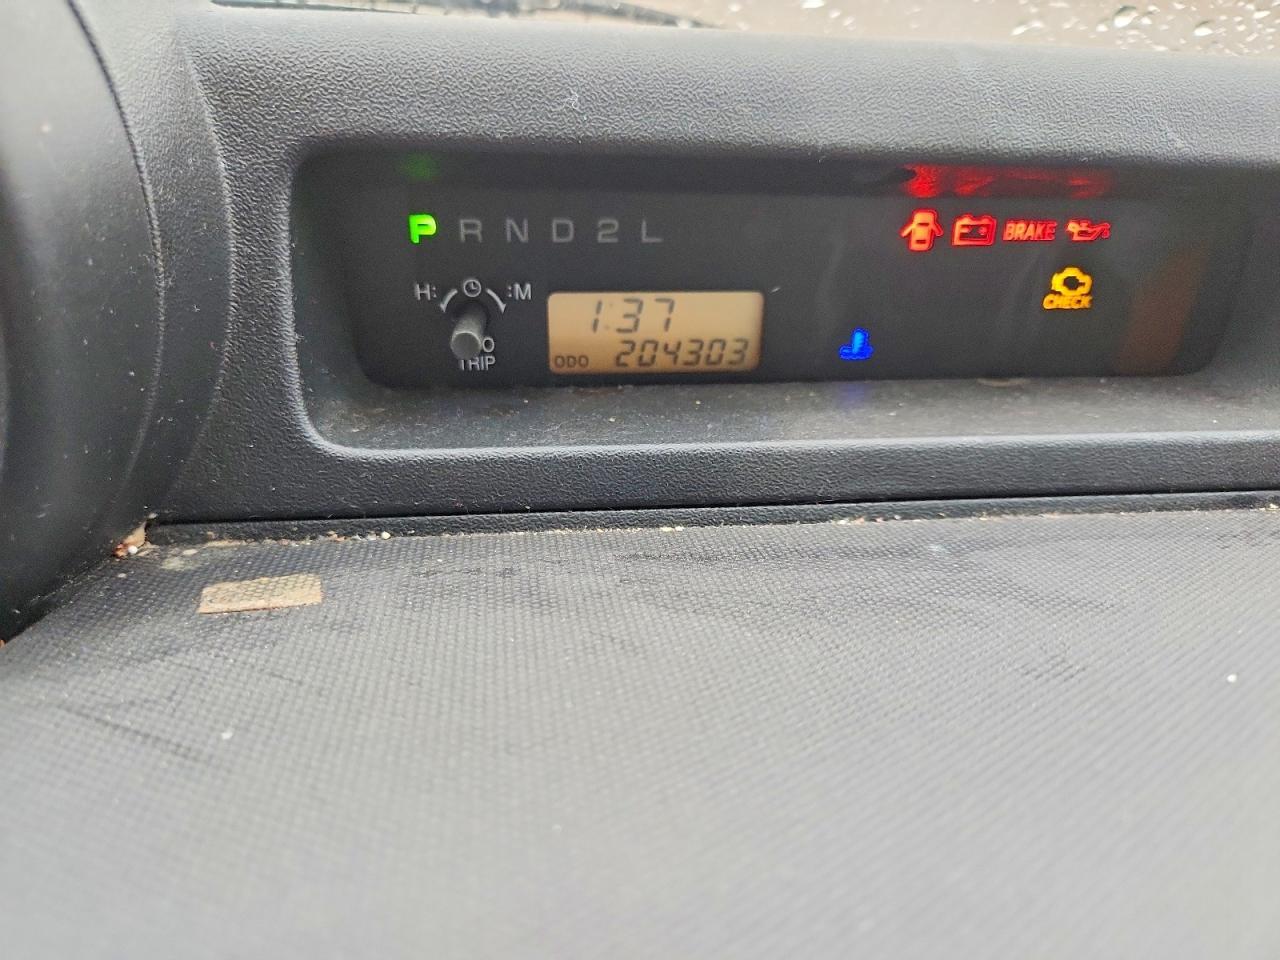 P R N D 2 L
BRAKE
H: :M
CHECK
1:37
TRIP
ODO 204303